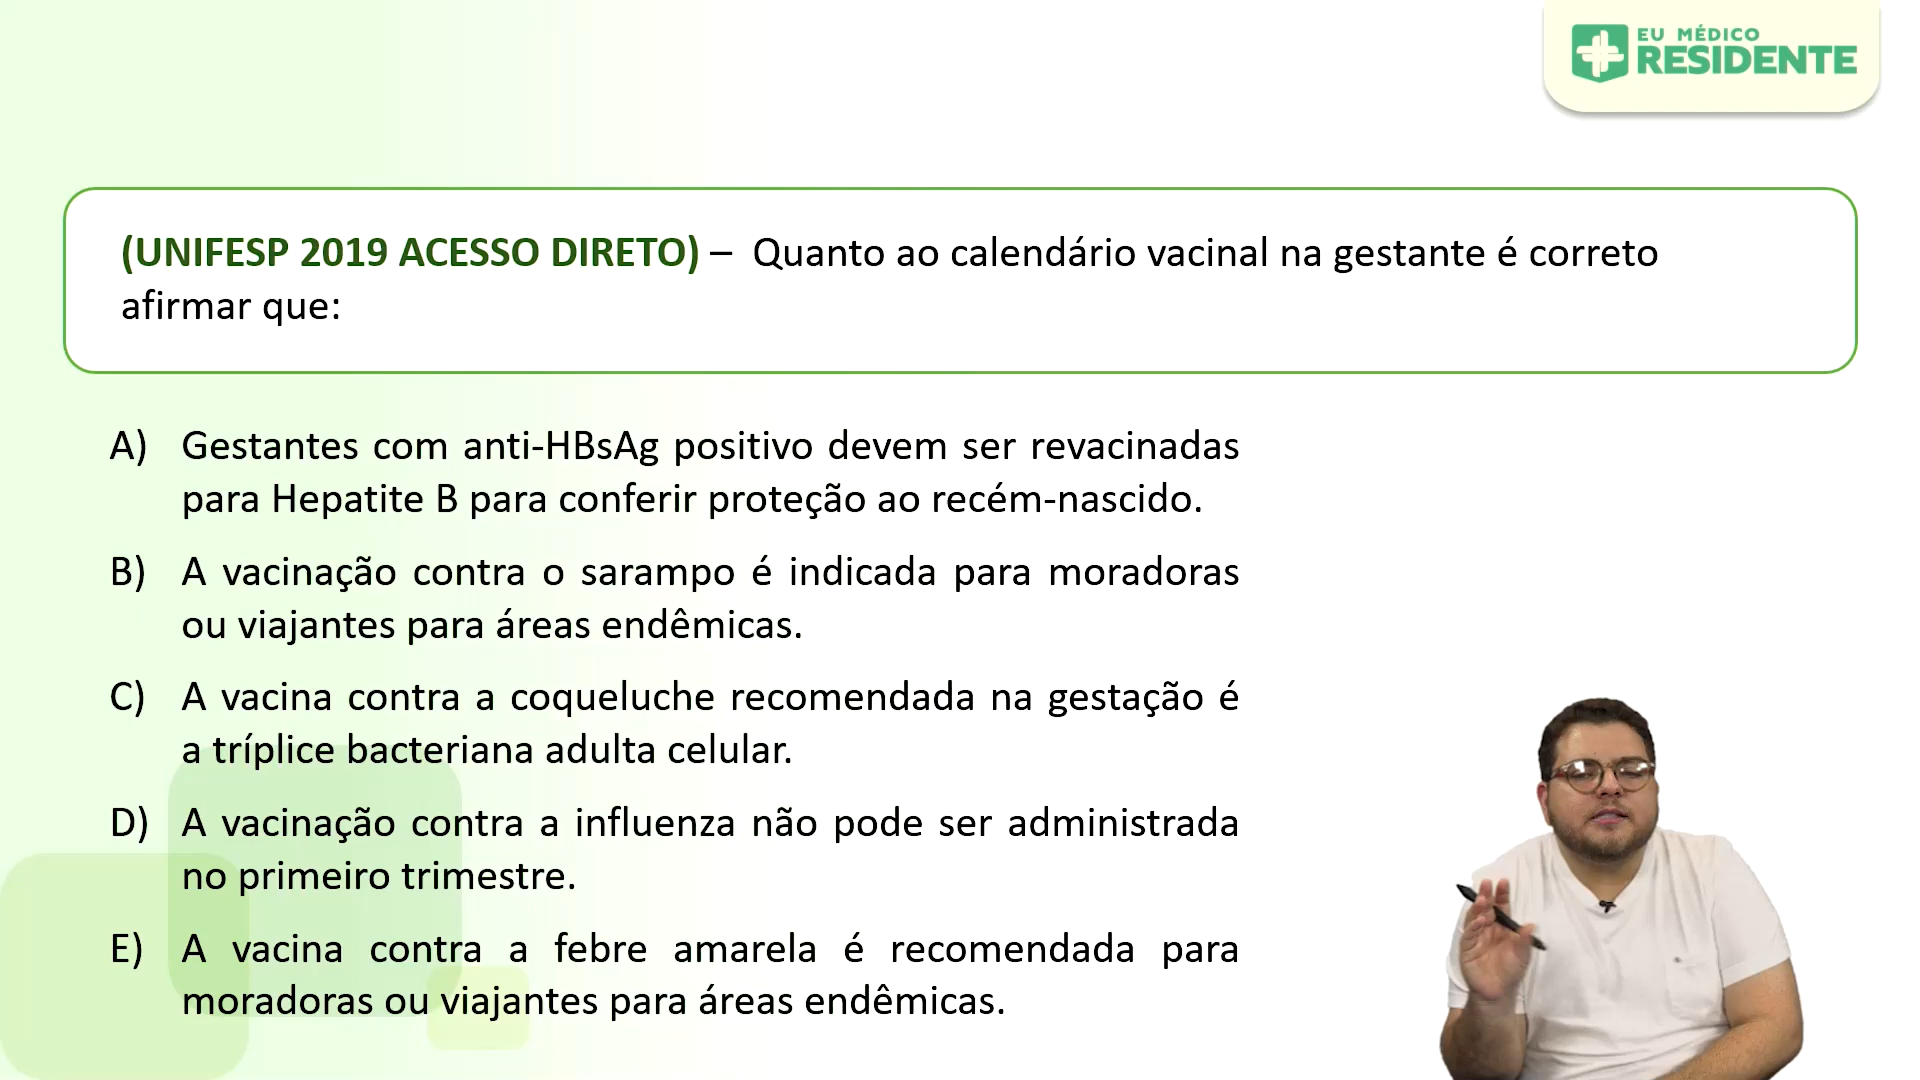 EU MÉDICO
RESIDENTE
(UNIFESP 2019 ACESSO DIRETO) – Quanto ao calendário vacinal na gestante é correto
afirmar que:
A) Gestantes com anti-HBsAg positivo devem ser revacinadas
para Hepatite B para conferir proteção ao recém-nascido.
B) A vacinação contra o sarampo é indicada para moradoras
ou viajantes para áreas endêmicas.
C) A vacina contra a coqueluche recomendada na gestação é
a tríplice bacteriana adulta celular.
D) A vacinação contra a influenza não pode ser administrada
no primeiro trimestre.
E) A vacina contra a febre amarela é recomendada para
moradoras ou viajantes para áreas endêmicas.